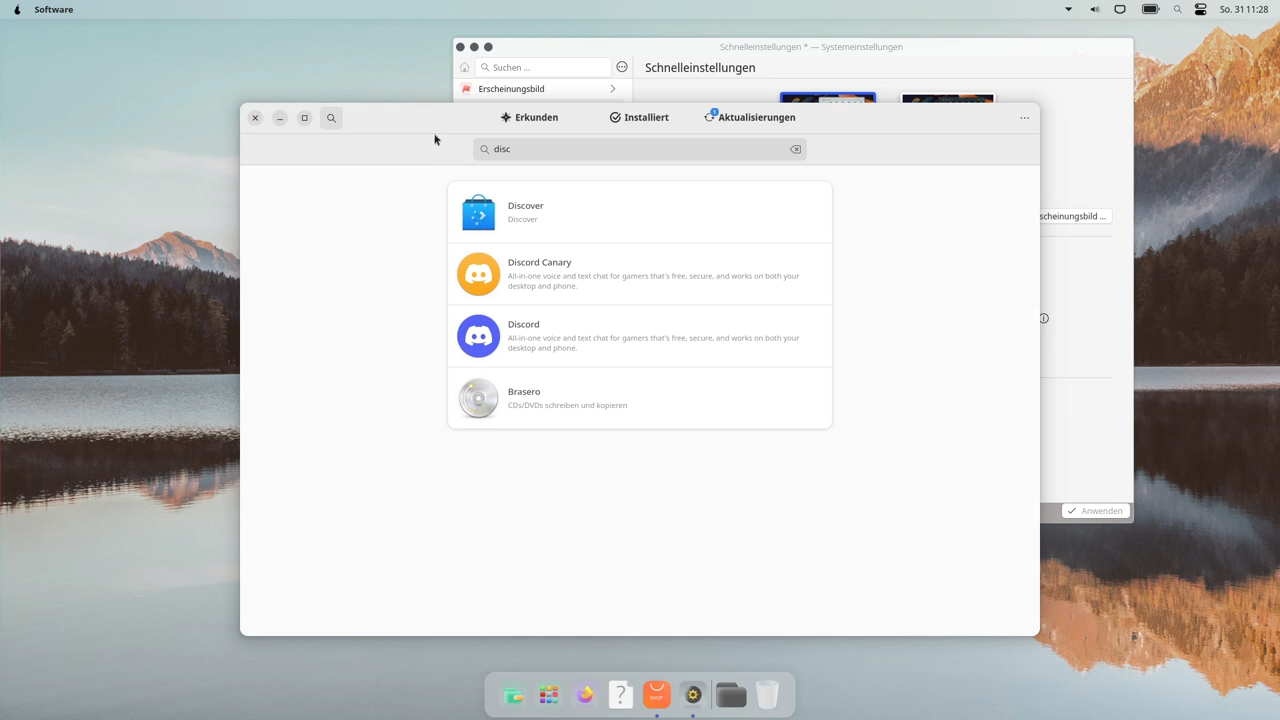 Software
So. 31 11:28
Schnelleinstellungen * — Systemeinstellungen
Suchen ...
Schnelleinstellungen
Erscheinungsbild
Erkunden
Installiert
1
Aktualisierungen
disc
Discover
Discover
Discord Canary
All-in-one voice and text chat for gamers that's free, secure, and works on both your
desktop and phone.
Discord
All-in-one voice and text chat for gamers that's free, secure, and works on both your
desktop and phone.
Brasero
CDs/DVDs schreiben und kopieren
scheinungsbild ...
Anwenden
?
SHOP